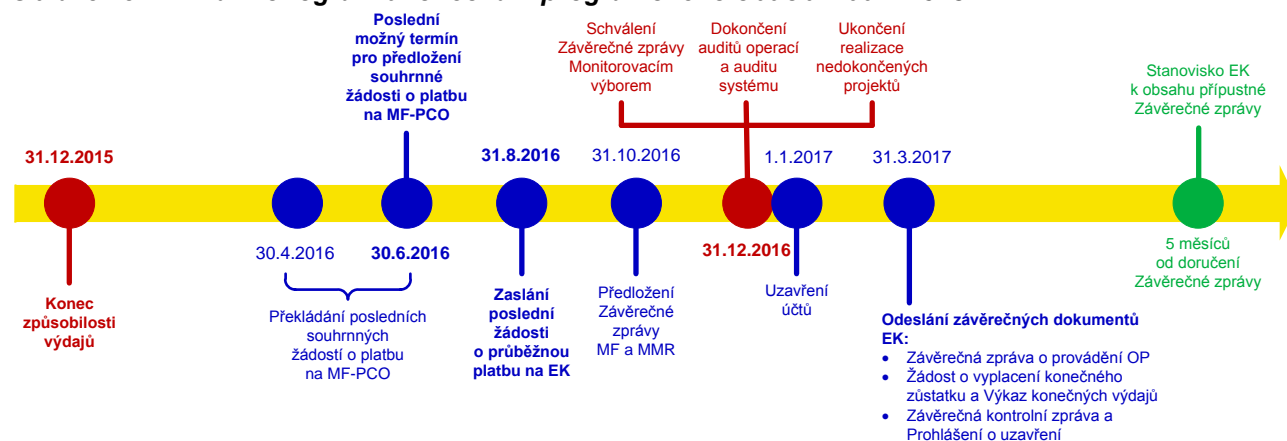 Poslední
možný termín
pro předložení
souhrnné
žádosti o platbu
na MF-PCO
Schválení
Závěrečné zprávy
Monitorovacím
výborem
Dokončení
auditů operací
a auditu
systému
Ukončení
realizace
nedokončených
projektů
Stanovisko EK
k obsahu přípustné
Závěrečné zprávy
31.12.2015
31.8.2016
31.10.2016
1.1.2017
31.3.2017
30.4.2016
30.6.2016
31.12.2016
5 měsíců
od doručení
Závěrečné zprávy
Konec
způsobilosti
výdajů
Překládání posledních
souhrnných
žádostí o platbu
na MF-PCO
Zaslání
poslední
žádosti
o průběžnou
platbu na EK
Předložení
Závěrečné
zprávy
MF a MMR
Uzavření
účtů
Odeslání závěrečných dokumentů
EK:
• Závěrečná zpráva o provádění OP
• Žádost o vyplacení konečného
zůstatku a Výkaz konečných výdajů
• Závěrečná kontrolní zpráva a
Prohlášení o uzavření